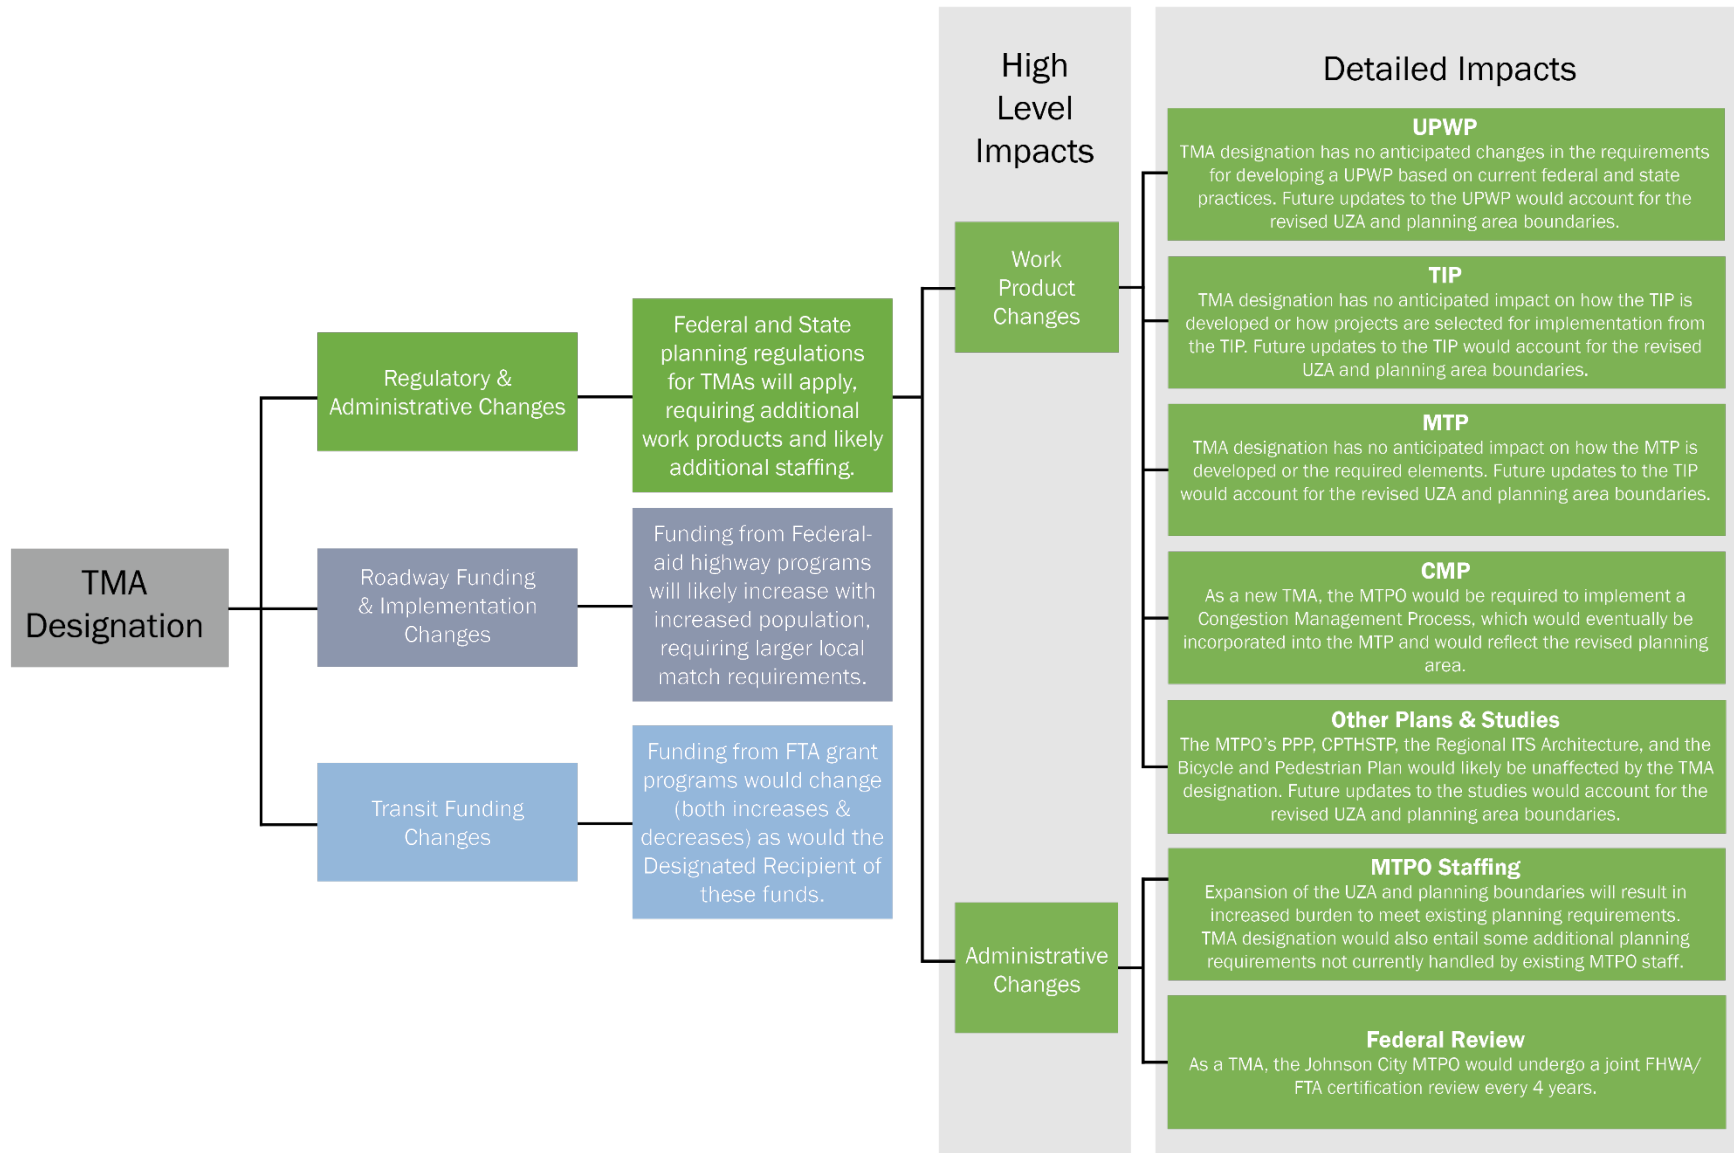 TMA
Designation
Regulatory &
Administrative Changes
Federal and State
planning regulations
for TMAs will apply,
requiring additional
work products and likely
additional staffing.
Roadway Funding
& Implementation
Changes
Funding from Federal-
aid highway programs
will likely increase with
increased population,
requiring larger local
match requirements.
Transit Funding
Changes
Funding from FTA grant
programs would change
(both increases &
decreases) as would the
Designated Recipient of
these funds.
High
Level
Impacts
Work
Product
Changes
Administrative
Changes
Detailed Impacts
UPWP
TMA designation has no anticipated changes in the requirements
for developing a UPWP based on current federal and state
practices. Future updates to the UPWP would account for the
revised UZA and planning area boundaries.
TIP
TMA designation has no anticipated impact on how the TIP is
developed or how projects are selected for implementation from
the TIP. Future updates to the TIP would account for the revised
UZA and planning area boundaries.
MTP
TMA designation has no anticipated impact on how the MTP is
developed or the required elements. Future updates to the TIP
would account for the revised UZA and planning area boundaries.
CMP
As a new TMA, the MTPO would be required to implement a
Congestion Management Process, which would eventually be
incorporated into the MTP and would reflect the revised planning
area.
Other Plans & Studies
The MTPO's PPP, CPTHSTP, the Regional ITS Architecture, and the
Bicycle and Pedestrian Plan would likely be unaffected by the TMA
designation. Future updates to the studies would account for the
revised UZA and planning area boundaries.
MTPO Staffing
Expansion of the UZA and planning boundaries will result in
increased burden to meet existing planning requirements.
TMA designation would also entail some additional planning
requirements not currently handled by existing MTPO staff.
Federal Review
As a TMA, the Johnson City MTPO would undergo a joint FHWA/
FTA certification review every 4 years.